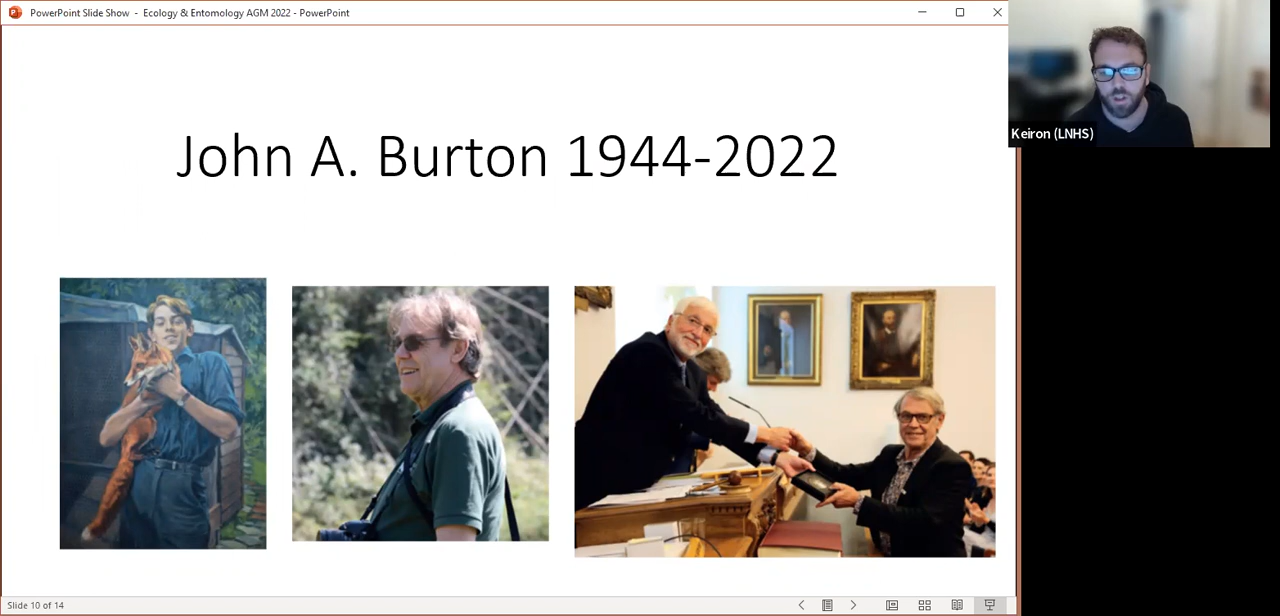 PowerPoint Slide Show - Ecology & Entomology AGM 2022 - PowerPoint
Keiron (LNHS)
John A. Burton 1944-2022
Slide 10 of 14